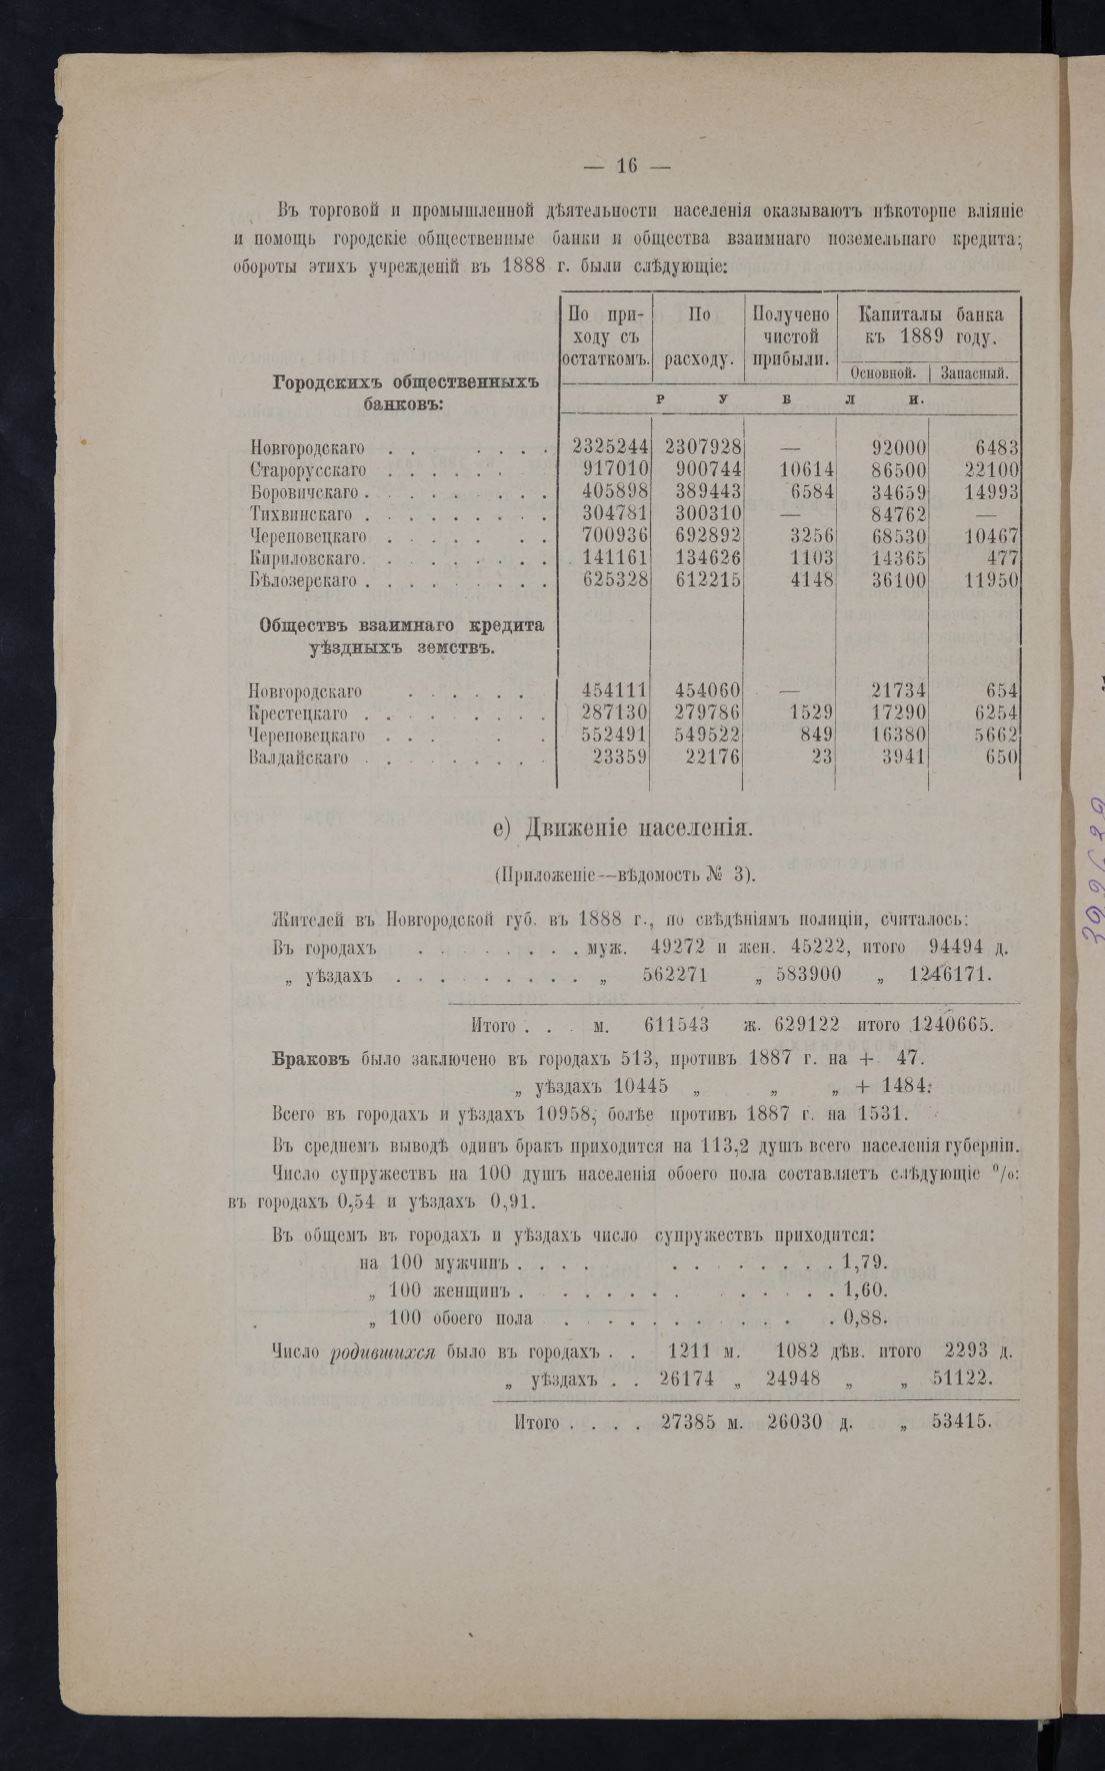 — 16 —
Въ торговой и промышленной дѣятельности населенія оказываютъ нѣкоторпе вліяніе
и помощь городскіе общественные банки и общества взаимнаго поземельнаго кредита;
обороты этихъ учрежденій въ 1888 г. были слѣдующіе:
Городскихъ общественныхъ банковъ: По при-ходу съ остаткомъ. По расходу. Получено чистой прибыли. Капиталы банка къ 1889 году. Основной. Запасный.
Р У Б Л И.
Новгородскаго . . . . . . 2325244 2307928 — 92000 6483
Старорусскаго . . . . . . 917010 900744 10614 86500 22100
Боровичскаго . . . . . . . . . 405898 389443 6584 34659 14993
Тихвинскаго . . . . . . . . . 304781 300310 — 84762 —
Череповецкаго . . . . . . . 700936 692892 3256 68530 10467
Кириловскаго. . . . . . . . . 141161 134626 1103 14365 477
Бѣлозерскаго . . . . . . . . . 625328 612215 4148 36100 11950
Обществъ взаимнаго кредита
уѣздныхъ земствъ.
Новгородскаго . . . . . . 454111 454060 — 21734 654
Крестецкаго . . . . . . . . . 287130 279786 1529 17290 6254
Череповецкаго . . . . . 552491 549522 849 16380 5662
Валдайскаго . . . . . . . . . 23359 22176 23 3941 650
е) Движеніе населенія.
(Приложеніе—вѣдомость № 3).
Жителей въ Новгородской губ. въ 1888 г., по свѣдѣніямъ полиціи, считалось:
Въ городахъ . . . . . . . . муж. 49272 и жен. 45222, итого 94494 д.
„ уѣздахъ . . . . . . . . . „ 562271 „ 583900 „ 1246171.
Итого . . . м. 611543 ж. 629122 итого 1240665.
Браковъ было заключено въ городахъ 513, противъ 1887 г. на + 47.
„ уѣздахъ 10445 „ „ „ + 1484.
Всего въ городахъ и уѣздахъ 10958, болѣе противъ 1887 г. на 1531.
Въ среднемъ выводѣ одинъ бракъ приходится на 113,2 душъ всего населенія губерніи.
Число супружествъ на 100 душъ населенія обоего пола составляетъ слѣдующіе %:
въ городахъ 0,54 и уѣздахъ 0,91.
Въ общемъ въ городахъ и уѣздахъ число супружествъ приходится:
на 100 мужчинъ . . . . . . . . . . . . 1,79.
„ 100 женщинъ . . . . . . . . . . . . . 1,60.
„ 100 обоего пола . . . . . . . . . . 0,88.
Число родившихся было въ городахъ . . 1211 м. 1082 дѣв. итого 2293 д.
„ уѣздахъ . . 26174 „ 24948 „ „ 51122.
Итого . . . . 27385 м. 26030 д. „ 53415.